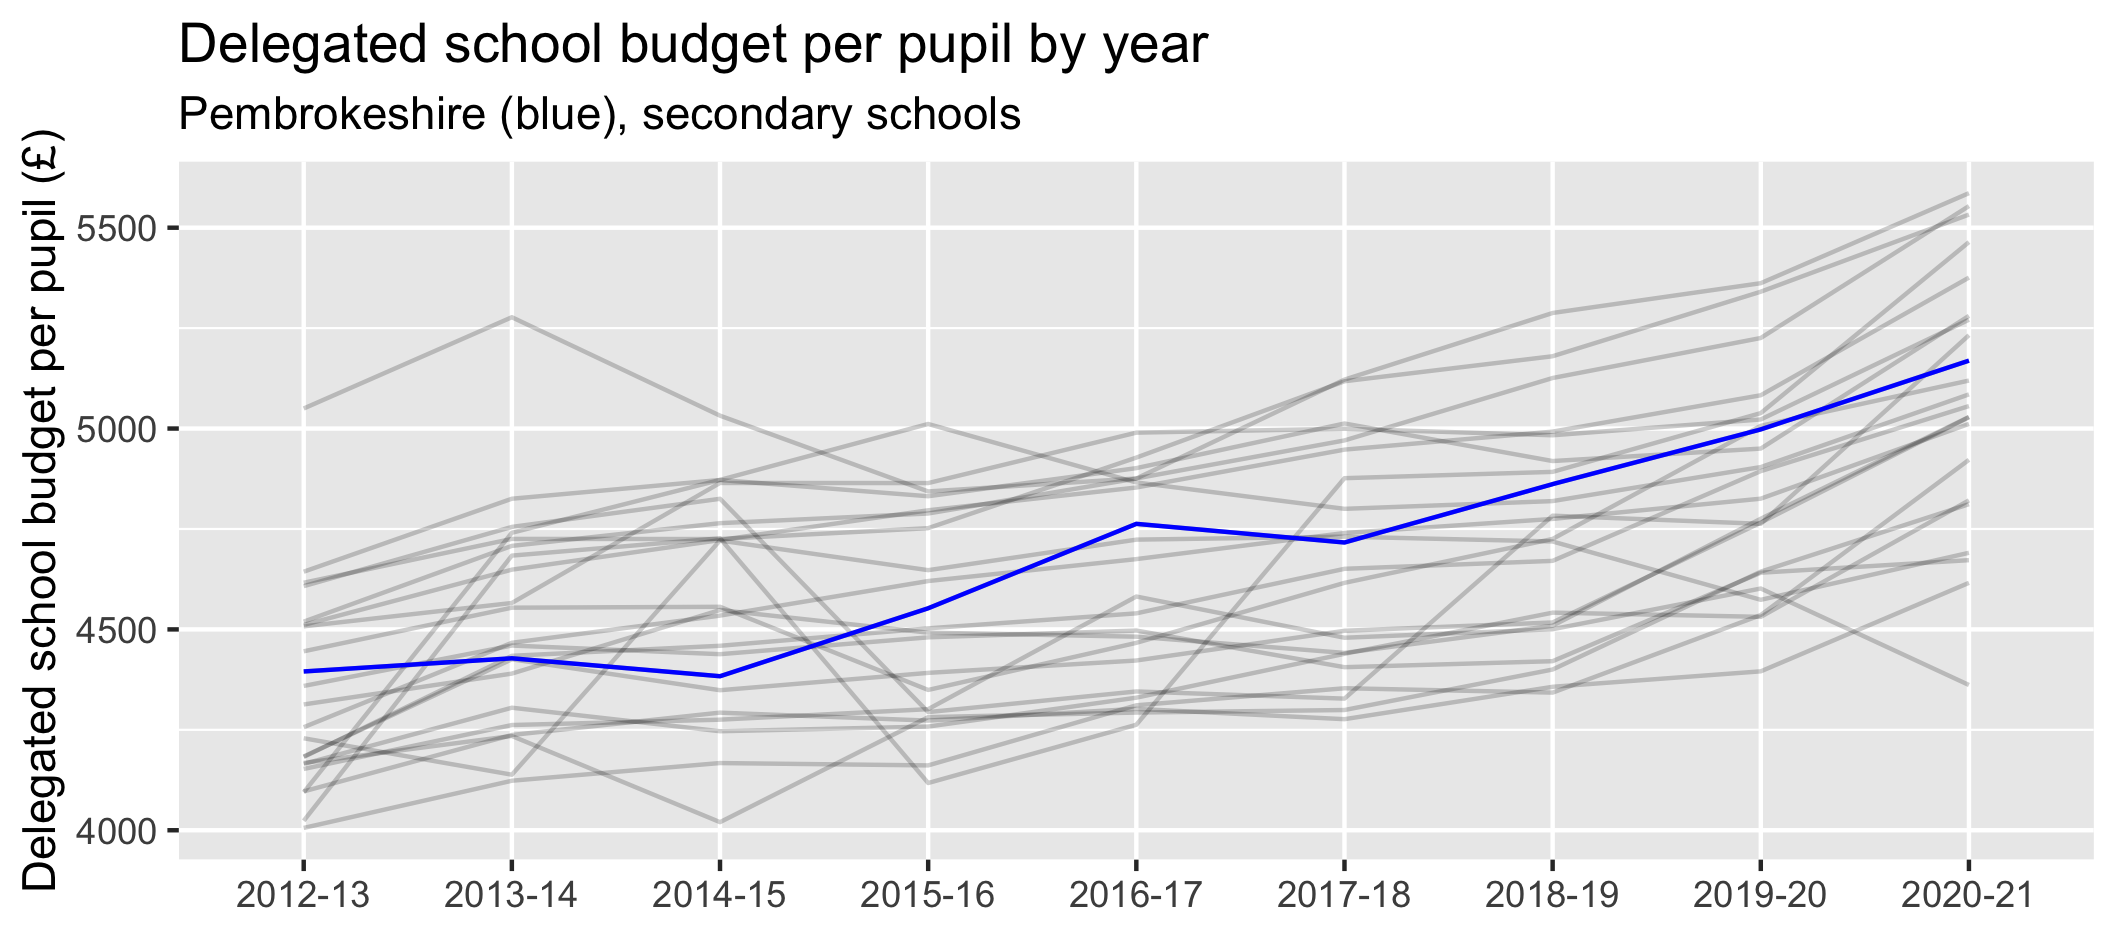 Delegated school budget per pupil by year
Pembrokeshire (blue), secondary schools
Delegated school budget per pupil (£)
5500
5000
4500
4000
2012-13 2013-14 2014-15 2015-16 2016-17 2017-18 2018-19 2019-20 2020-21